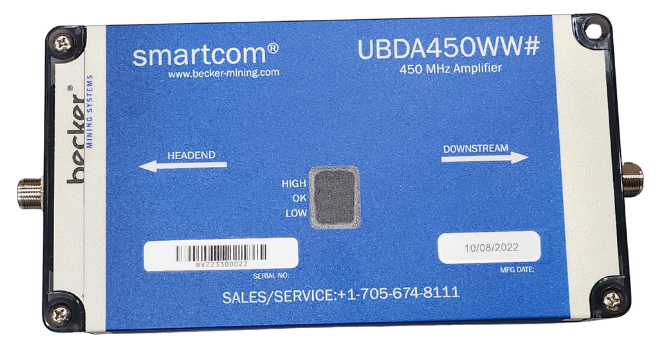 smartcom®
www.becker-mining.com
UBDA450WW#
450 MHz Amplifier
becker®
MINING SYSTEMS
HEADEND
DOWNSTREAM
HIGH
OK
LOW
BV223300022
SERIAL NO:
10/06/2022
MFG DATE:
SALES/SERVICE:+1-705-674-8111